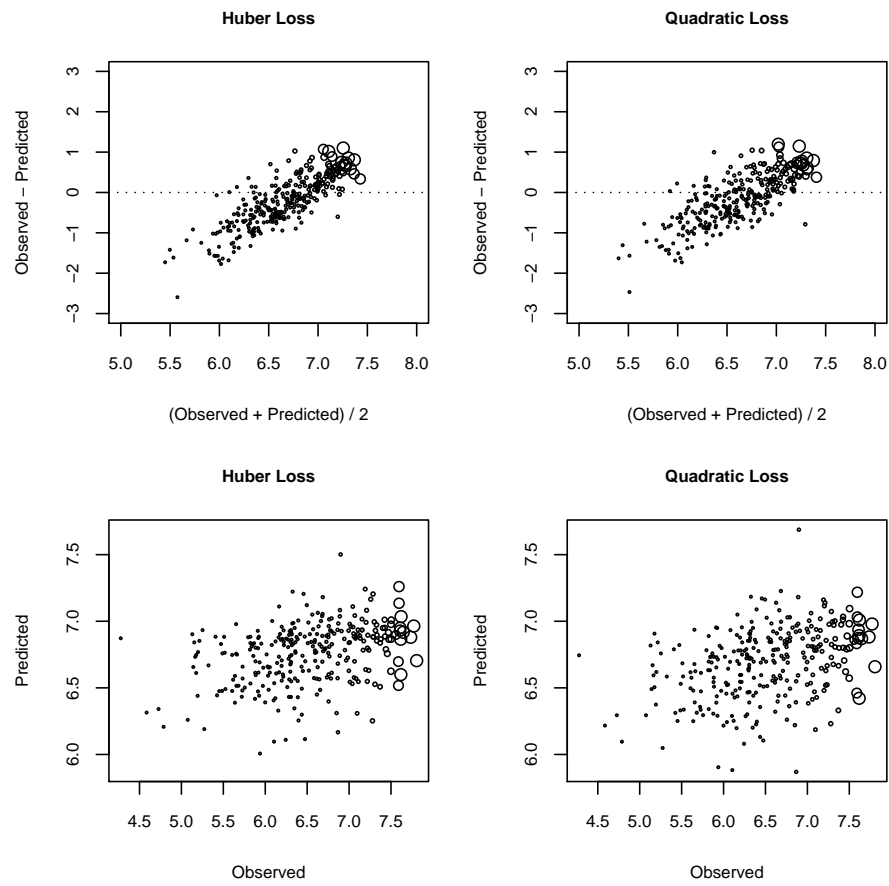 Huber Loss
Observed − Predicted
3
2
1
0
−1
−2
−3
5.0 5.5 6.0 6.5 7.0 7.5 8.0
(Observed + Predicted) / 2
Quadratic Loss
Observed − Predicted
3
2
1
0
−1
−2
−3
5.0 5.5 6.0 6.5 7.0 7.5 8.0
(Observed + Predicted) / 2
Huber Loss
Predicted
7.5
7.0
6.5
6.0
4.5 5.0 5.5 6.0 6.5 7.0 7.5
Observed
Quadratic Loss
Predicted
7.5
7.0
6.5
6.0
4.5 5.0 5.5 6.0 6.5 7.0 7.5
Observed